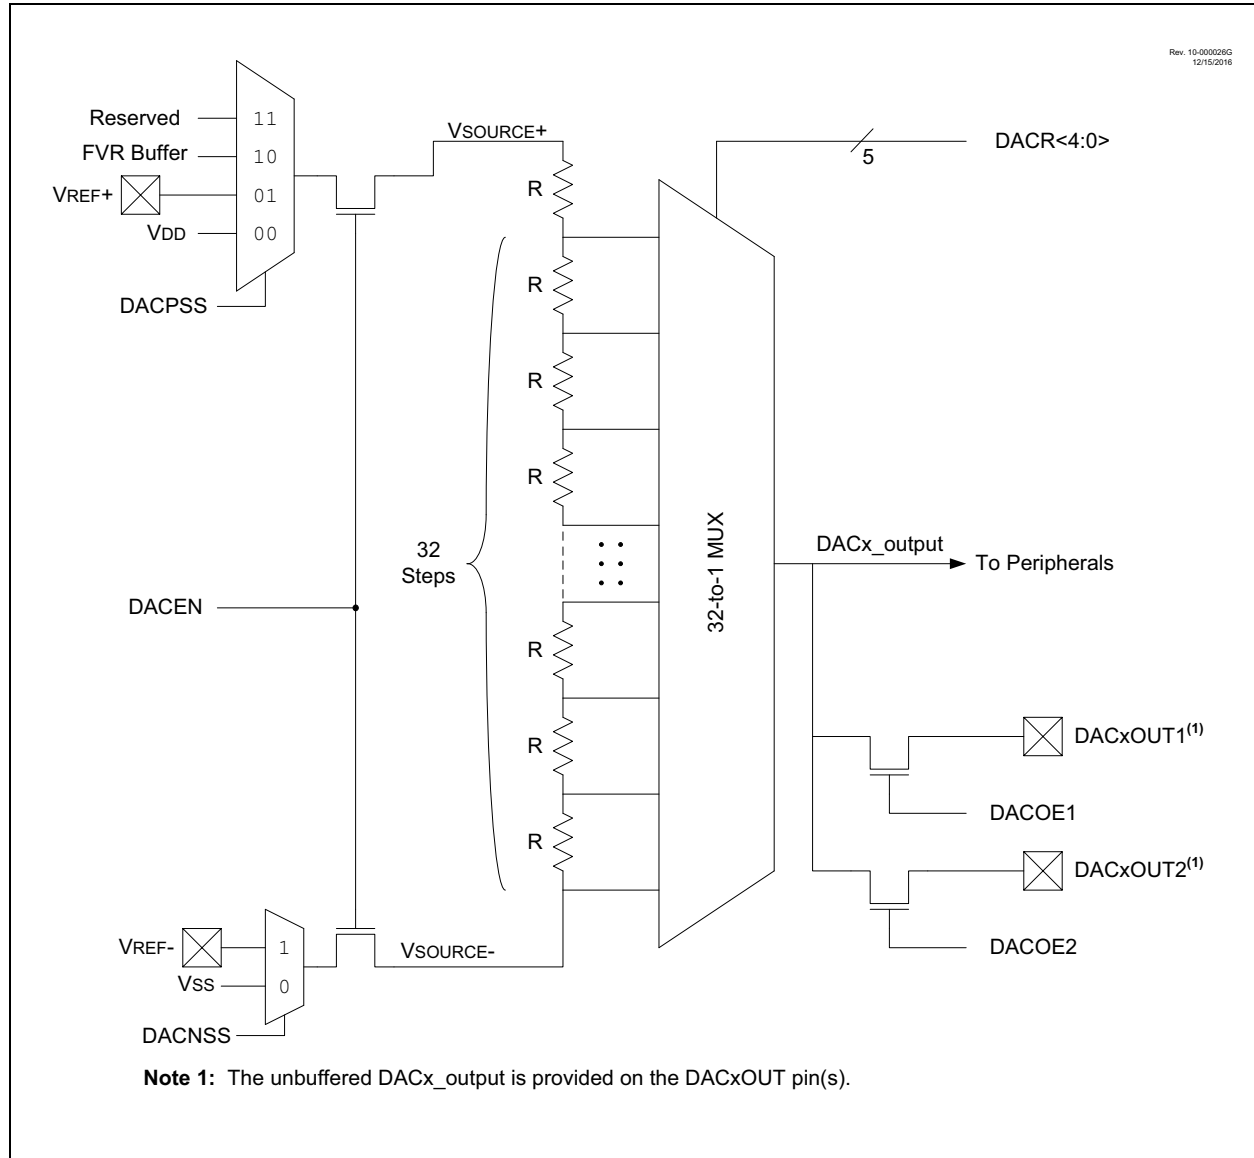 Rev. 10-000026G
12/15/2016
Reserved
11
FVR Buffer
10
VREF+
01
VDD
00
DACPSS
VSOURCE+
DACR<4:0>
5
R
R
R
R
32
Steps
32-to-1 MUX
DACx_output
To Peripherals
DACEN
R
R
R
DACxOUT1(1)
DACOE1
DACxOUT2(1)
DACOE2
VREF-
1
VSS
0
VSOURCE-
DACNSS
Note 1: The unbuffered DACx_output is provided on the DACxOUT pin(s).